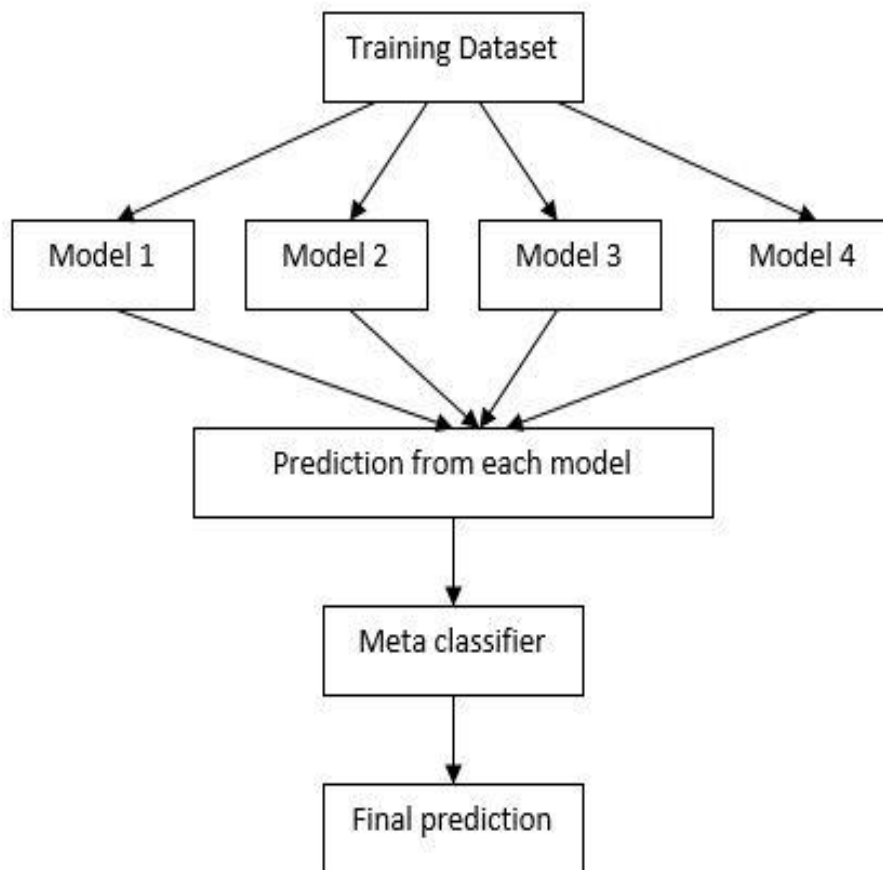 Training Dataset
Model 1
Model 2
Model 3
Model 4
Prediction from each model
Meta classifier
Final prediction